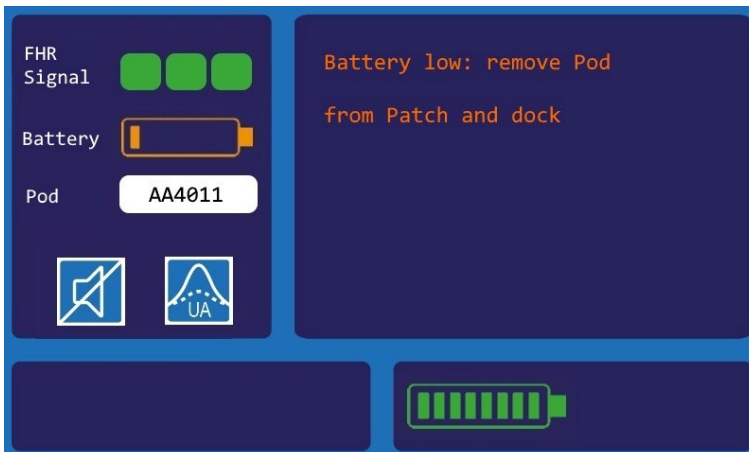 FHR
Signal
Battery
Pod
AA4011
UA
Battery low: remove Pod
from Patch and dock